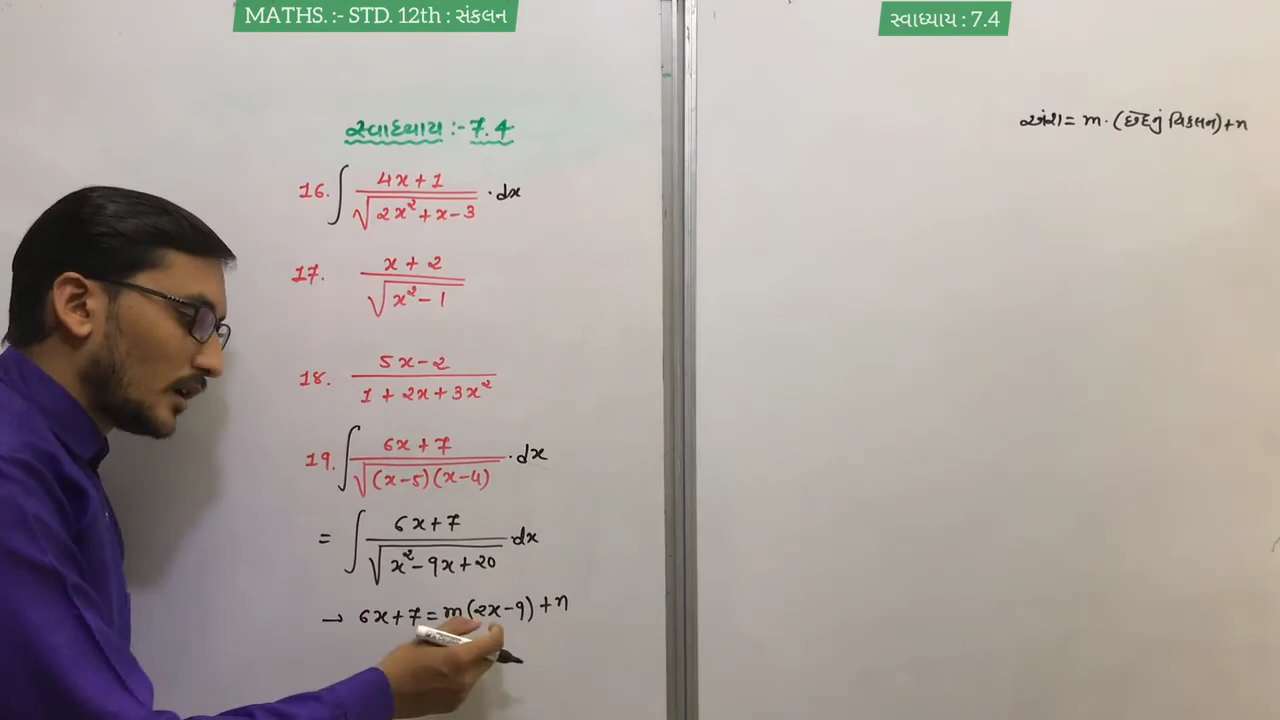 MATHS. :- STD. 12th : સંકલન
સ્વાધ્યાય : 7.4
સ્વાધ્યાય :- 7.4
16. ∫ (4x + 1) / √(2x² + x - 3) · dx
17. (x + 2) / √(x² - 1)
18. (5x - 2) / (1 + 2x + 3x²)
19. ∫ (6x + 7) / √((x-5)(x-4)) · dx
= ∫ (6x + 7) / √(x² - 9x + 20) · dx
→ 6x + 7 = m(2x - 9) + n
અંશ = m · (છેદનું વિકલન) + n